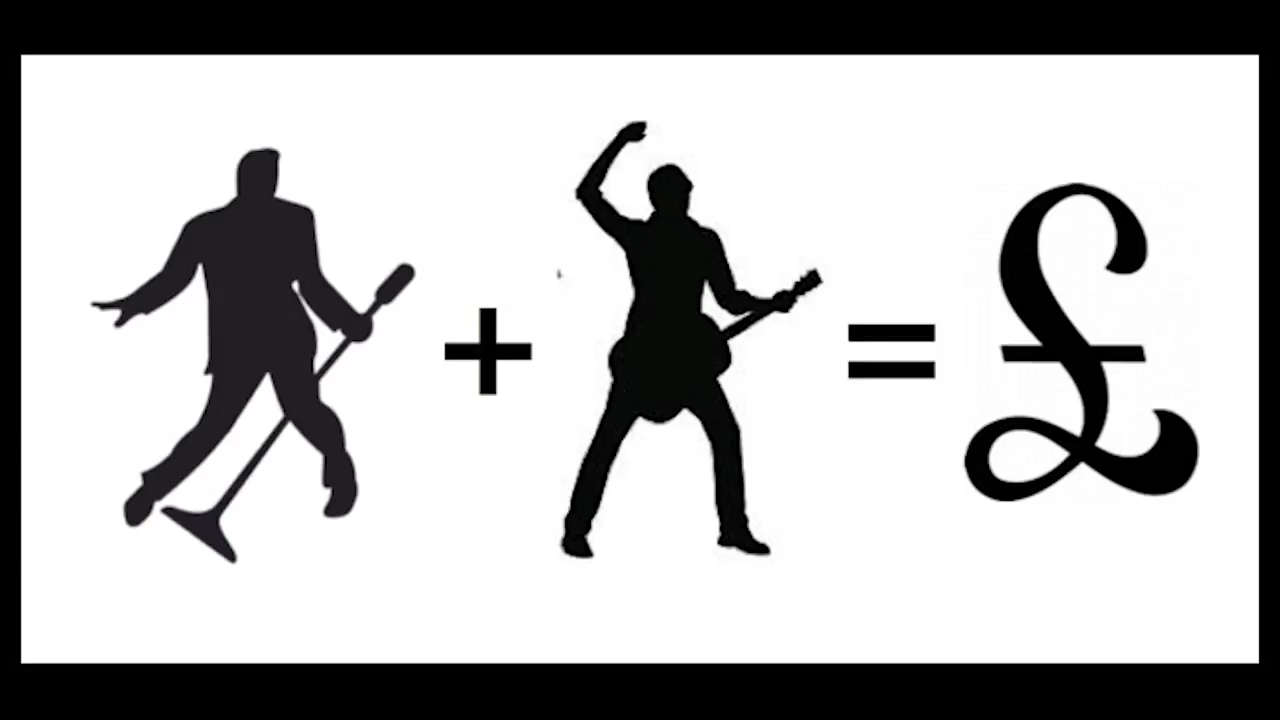 + = £